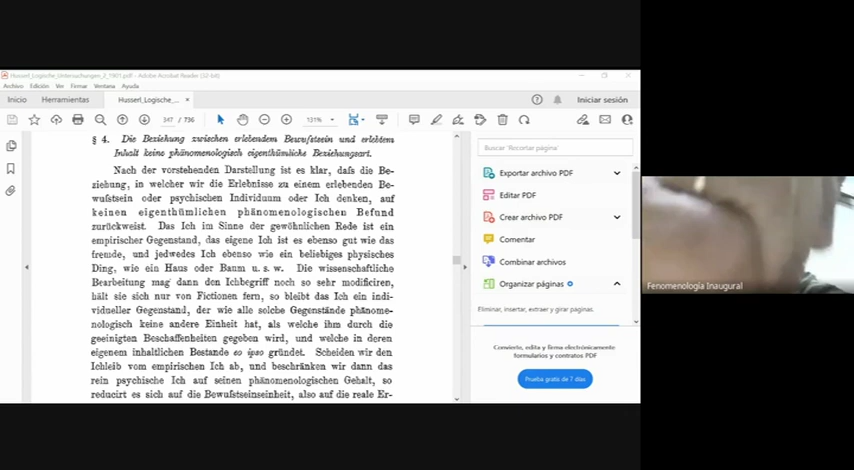 Husserl_Logische_Untersuchungen_2_1901.pdf - Adobe Acrobat Reader (32-bit)
Archivo Edición Ver Firmar Ventana Ayuda
Inicio Herramientas Husserl_Logische_... × Iniciar sesión
347 / 736 131%
§ 4. Die Beziehung zwischen erlebendem Bewufstsein und erlebtem
Inhalt keine phänomenologisch eigenthümliche Beziehungsart.
Nach der vorstehenden Darstellung ist es klar, dafs die Be-
ziehung, in welcher wir die Erlebnisse zu einem erlebenden Be-
wufstsein oder psychischen Individuum oder Ich denken, auf
keinen eigenthümlichen phänomenologischen Befund
zurückweist. Das Ich im Sinne der gewöhnlichen Rede ist ein
empirischer Gegenstand, das eigene Ich ist es ebenso gut wie das
fremde, und jedwedes Ich ebenso wie ein beliebiges physisches
Ding, wie ein Haus oder Baum u. s. w. Die wissenschaftliche
Bearbeitung mag dann den Ichbegriff noch so sehr modificiren,
hält sie sich nur von Fictionen fern, so bleibt das Ich ein indi-
vidueller Gegenstand, der wie alle solche Gegenstände phänome-
nologisch keine andere Einheit hat, als welche ihm durch die
geeinigten Beschaffenheiten gegeben wird, und welche in deren
eigenem inhaltlichen Bestande eo ipso gründet. Scheiden wir den
Ichleib vom empirischen Ich ab, und beschränken wir dann das
rein psychische Ich auf seinen phänomenologischen Gehalt, so
reducirt es sich auf die Bewufstseinseinheit, also auf die reale Er-
Buscar 'Recortar página'
Exportar archivo PDF
Editar PDF
Crear archivo PDF
Comentar
Combinar archivos
Organizar páginas
Eliminar, insertar, extraer y girar páginas.
Convierte, edita y firma electrónicamente
formularios y contratos PDF
Prueba gratis de 7 días
Fenomenología Inaugural